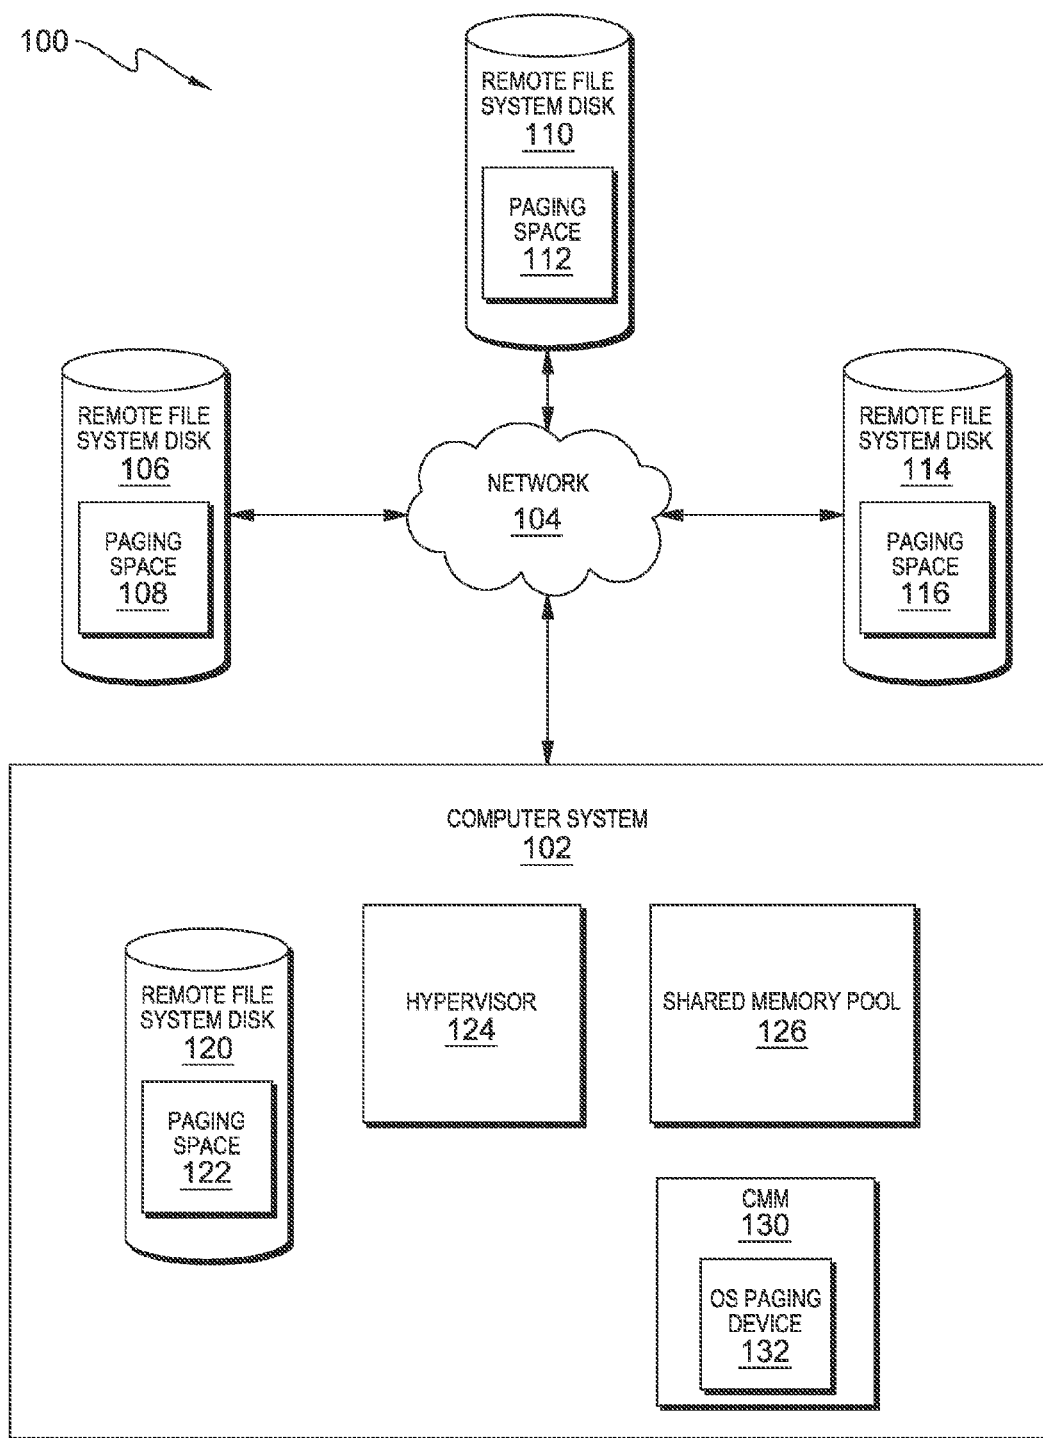 100
REMOTE FILE
SYSTEM DISK
110
PAGING
SPACE
112
REMOTE FILE
SYSTEM DISK
106
PAGING
SPACE
108
NETWORK
104
REMOTE FILE
SYSTEM DISK
114
PAGING
SPACE
116
COMPUTER SYSTEM
102
REMOTE FILE
SYSTEM DISK
120
PAGING
SPACE
122
HYPERVISOR
124
SHARED MEMORY POOL
126
CMM
130
OS PAGING
DEVICE
132